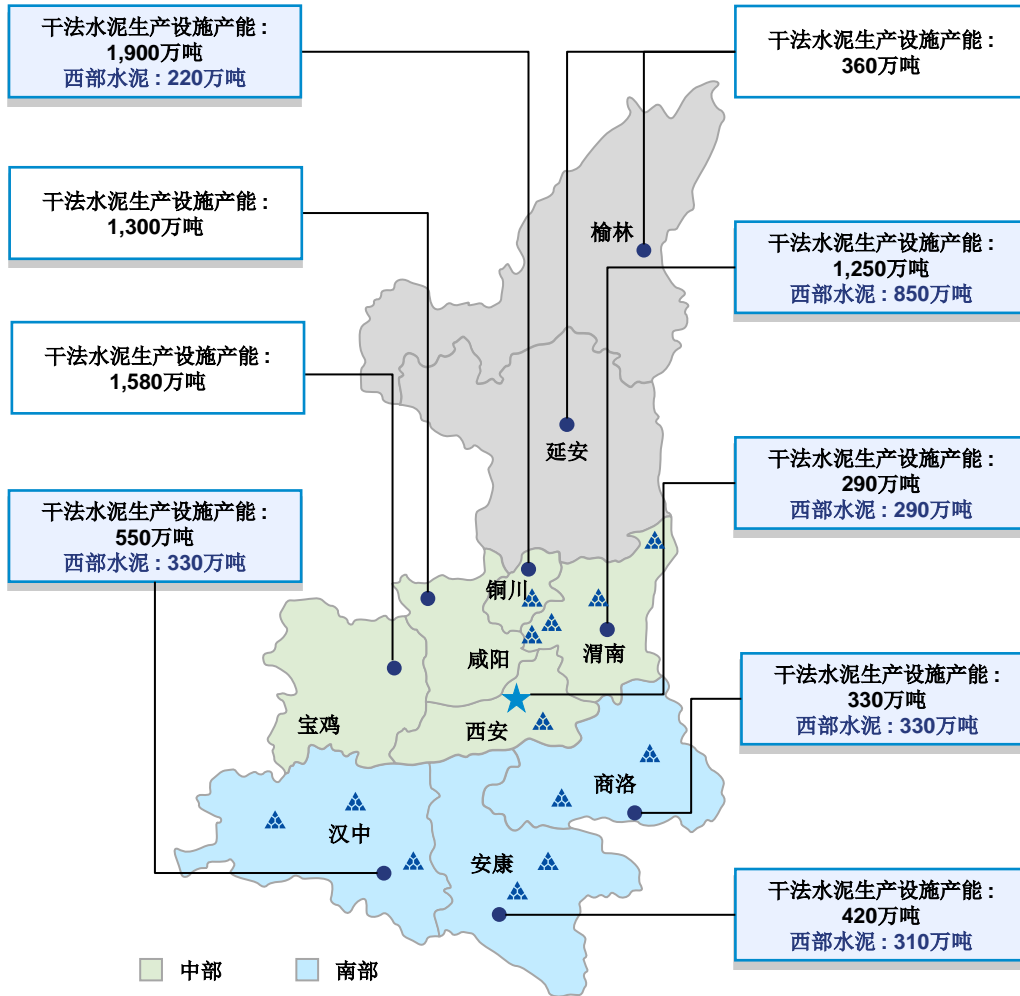 干法水泥生产设施产能 :
1,900万吨
西部水泥 : 220万吨
干法水泥生产设施产能 :
360万吨
干法水泥生产设施产能 :
1,300万吨
干法水泥生产设施产能 :
1,250万吨
西部水泥 : 850万吨
干法水泥生产设施产能 :
1,580万吨
干法水泥生产设施产能 :
290万吨
西部水泥 : 290万吨
干法水泥生产设施产能 :
550万吨
西部水泥 : 330万吨
干法水泥生产设施产能 :
330万吨
西部水泥 : 330万吨
干法水泥生产设施产能 :
420万吨
西部水泥 : 310万吨
榆林
延安
铜川
咸阳
渭南
宝鸡
西安
商洛
汉中
安康
中部
南部